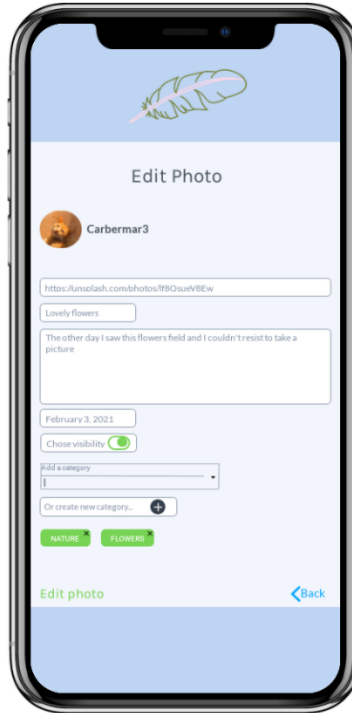 Edit Photo
Carbermar3
https://unsplash.com/photos/lf8OsueV8Ew
Lovely flowers
The other day I saw this flowers field and I couldn't resist to take a
picture
February 3, 2021
Chose visibility
Add a category
Or create new category..
NATURE
FLOWERS
Edit photo
Back